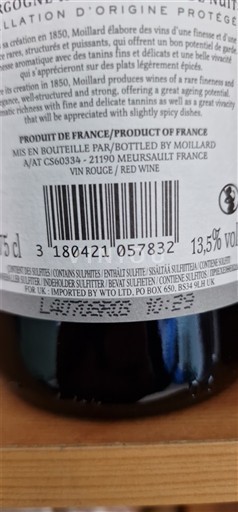 D'ORIGINE PROTÉGÉ
sa création en 1850, Moillard élabore des vins d'une finesse et d'une
rares, structurés et puissants, qui offrent un bon potentiel de garde.
aromatique avec des tanins fins et délicats et une belle vivacité
qui s'apprécieront sur des plats légèrement épicés.
its creation in 1850, Moillard produces wines of a rare fineness and
well-structured and strong, offering a great ageing potential.
richness with fine and delicate tannins as well as a great vivacity
that will be appreciated with slightly spicy dishes.
PRODUIT DE FRANCE/PRODUCT OF FRANCE
MIS EN BOUTEILLE PAR/BOTTLED BY MOILLARD
A/AT CS60334 - 21190 MEURSAULT FRANCE
VIN ROUGE / RED WINE
75 cl
3 180421 057832
13,5% vol
CONTIENT DES SULFITES / CONTAINS SULPHITES / ENTHÄLT SULFITE / SISÄLTÄÄ SULFIITTEJA / CONTIENE SOLFITI
INDEHOLDER SULFITTER / BEVAT SULFIETEN / CONTIENE SULFITOS
FOR UK : IMPORTED BY WTO LTD, PO BOX 650, BS34 9LH UK
10:29